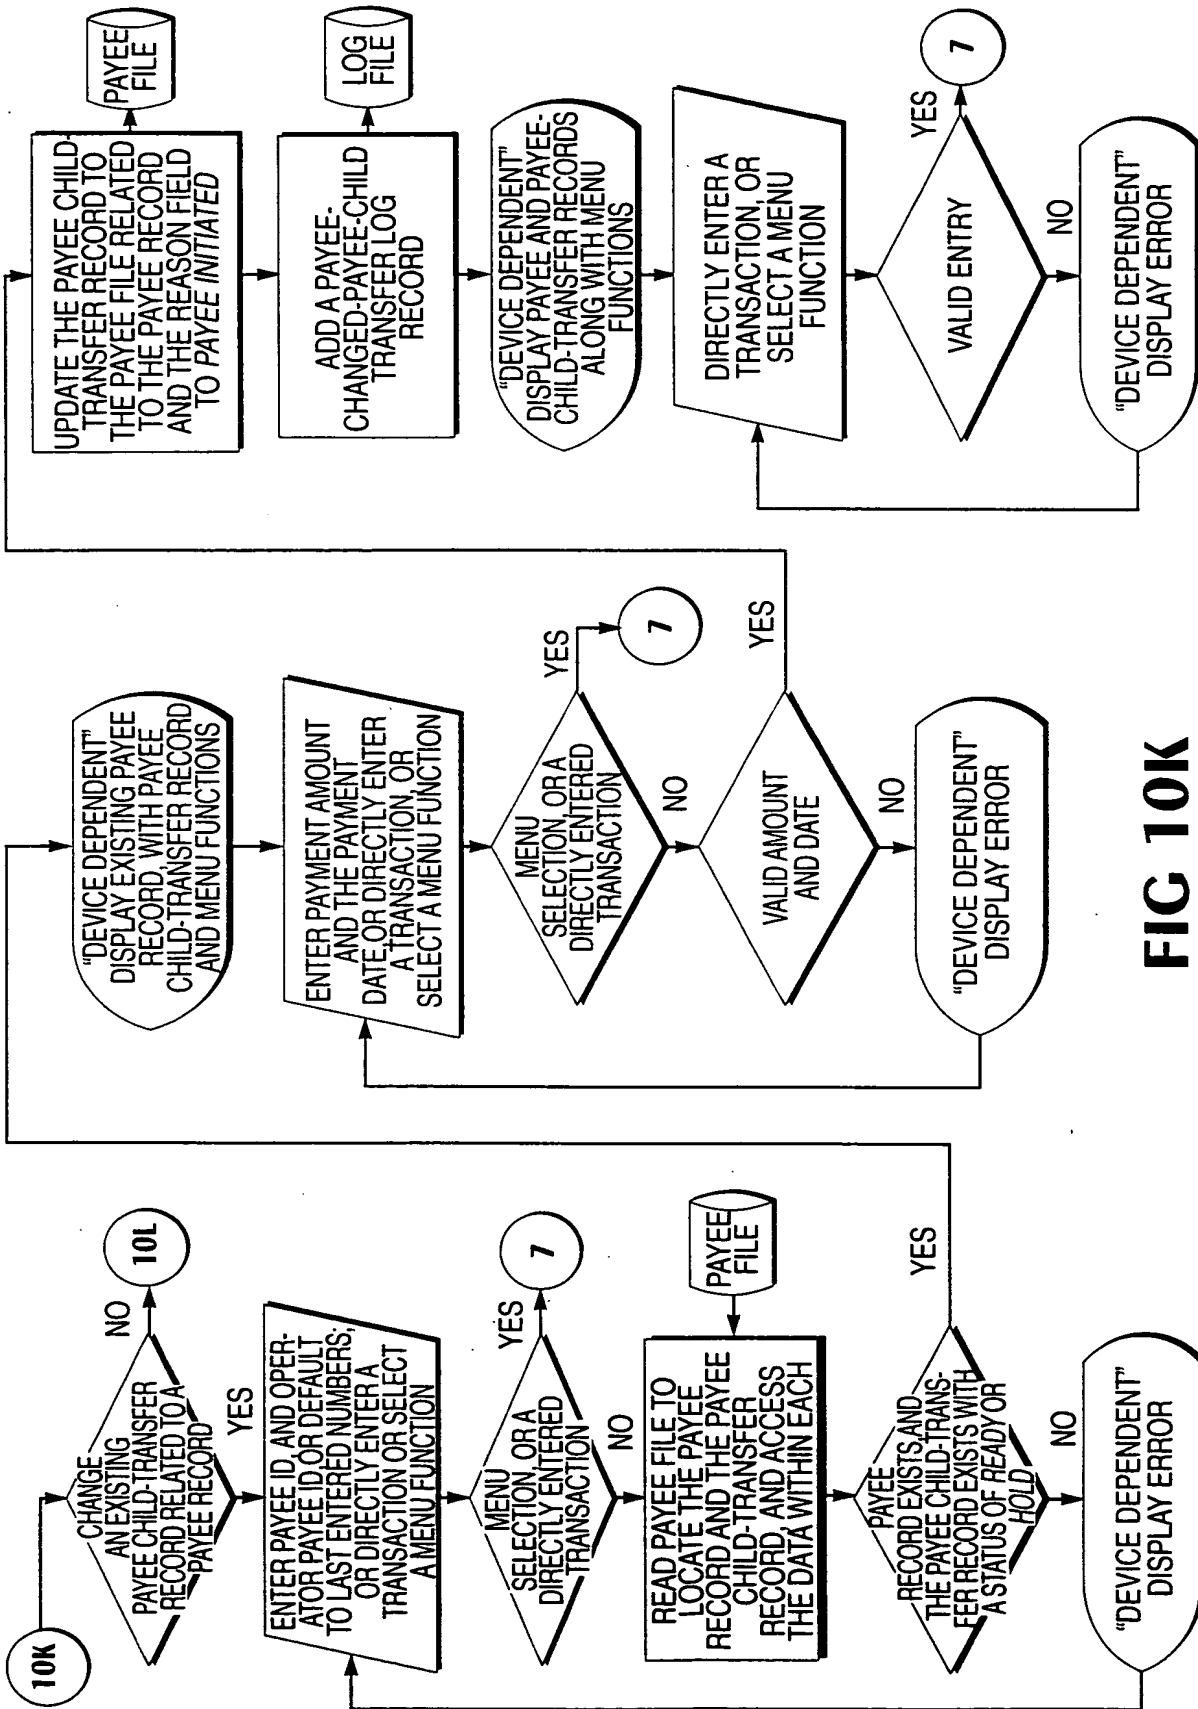 10K
CHANGE
AN EXISTING
PAYEE CHILD-TRANSFER
RECORD RELATED TO A
PAYEE RECORD
NO
10L
YES
ENTER PAYEE ID, AND OPER-
ATOR PAYEE ID OR DEFAULT
TO LAST ENTERED NUMBERS;
OR DIRECTLY ENTER A
TRANSACTION OR SELECT
A MENU FUNCTION
MENU
SELECTION, OR A
DIRECTLY ENTERED
TRANSACTION
YES
7
NO
READ PAYEE FILE TO
LOCATE THE PAYEE
RECORD AND THE PAYEE
CHILD-TRANSFER
RECORD, AND ACCESS
THE DATA WITHIN EACH
PAYEE
FILE
PAYEE
RECORD EXISTS, AND
THE PAYEE CHILD-TRANS-
FER RECORD EXISTS WITH
A STATUS OF READY OR
HOLD
YES
NO
"DEVICE DEPENDENT"
DISPLAY ERROR
"DEVICE DEPENDENT"
DISPLAY EXISTING PAYEE
RECORD, WITH PAYEE
CHILD-TRANSFER RECORD
AND MENU FUNCTIONS
ENTER PAYMENT AMOUNT
AND THE PAYMENT
DATE, OR DIRECTLY ENTER
A TRANSACTION, OR
SELECT A MENU FUNCTION
MENU
SELECTION, OR A
DIRECTLY ENTERED
TRANSACTION
YES
7
NO
VALID AMOUNT
AND DATE
YES
NO
"DEVICE DEPENDENT"
DISPLAY ERROR
UPDATE THE PAYEE CHILD-
TRANSFER RECORD TO
THE PAYEE FILE RELATED
TO THE PAYEE RECORD
AND THE REASON FIELD
TO PAYEE INITIATED
PAYEE
FILE
ADD A PAYEE-
CHANGED-PAYEE-CHILD
TRANSFER LOG
RECORD
LOG
FILE
"DEVICE DEPENDENT"
DISPLAY PAYEE AND PAYEE-
CHILD-TRANSFER RECORDS
ALONG WITH MENU
FUNCTIONS
DIRECTLY ENTER A
TRANSACTION, OR
SELECT A MENU
FUNCTION
VALID ENTRY
YES
7
NO
"DEVICE DEPENDENT"
DISPLAY ERROR
FIG 10K